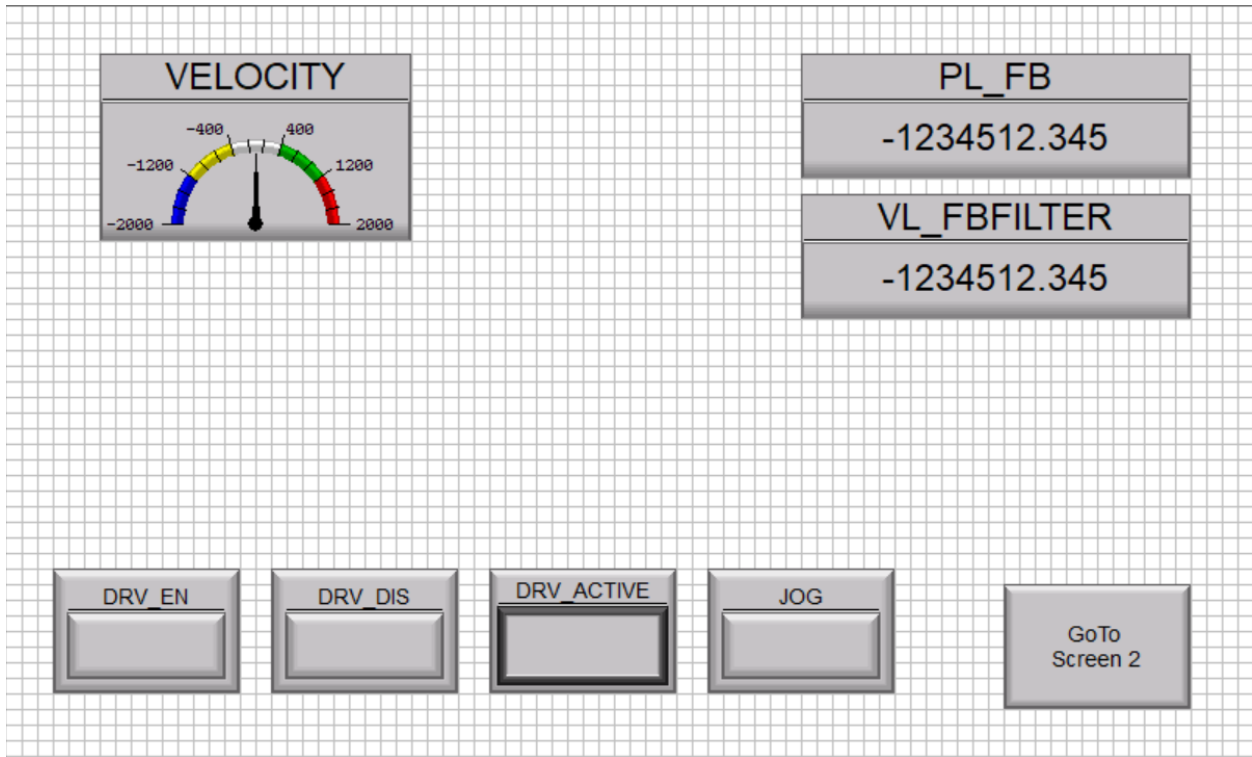 VELOCITY
-400
400
-1200
1200
-2000
2000
PL_FB
-1234512.345
VL_FBFILTER
-1234512.345
DRV_EN
DRV_DIS
DRV_ACTIVE
JOG
GoTo
Screen 2